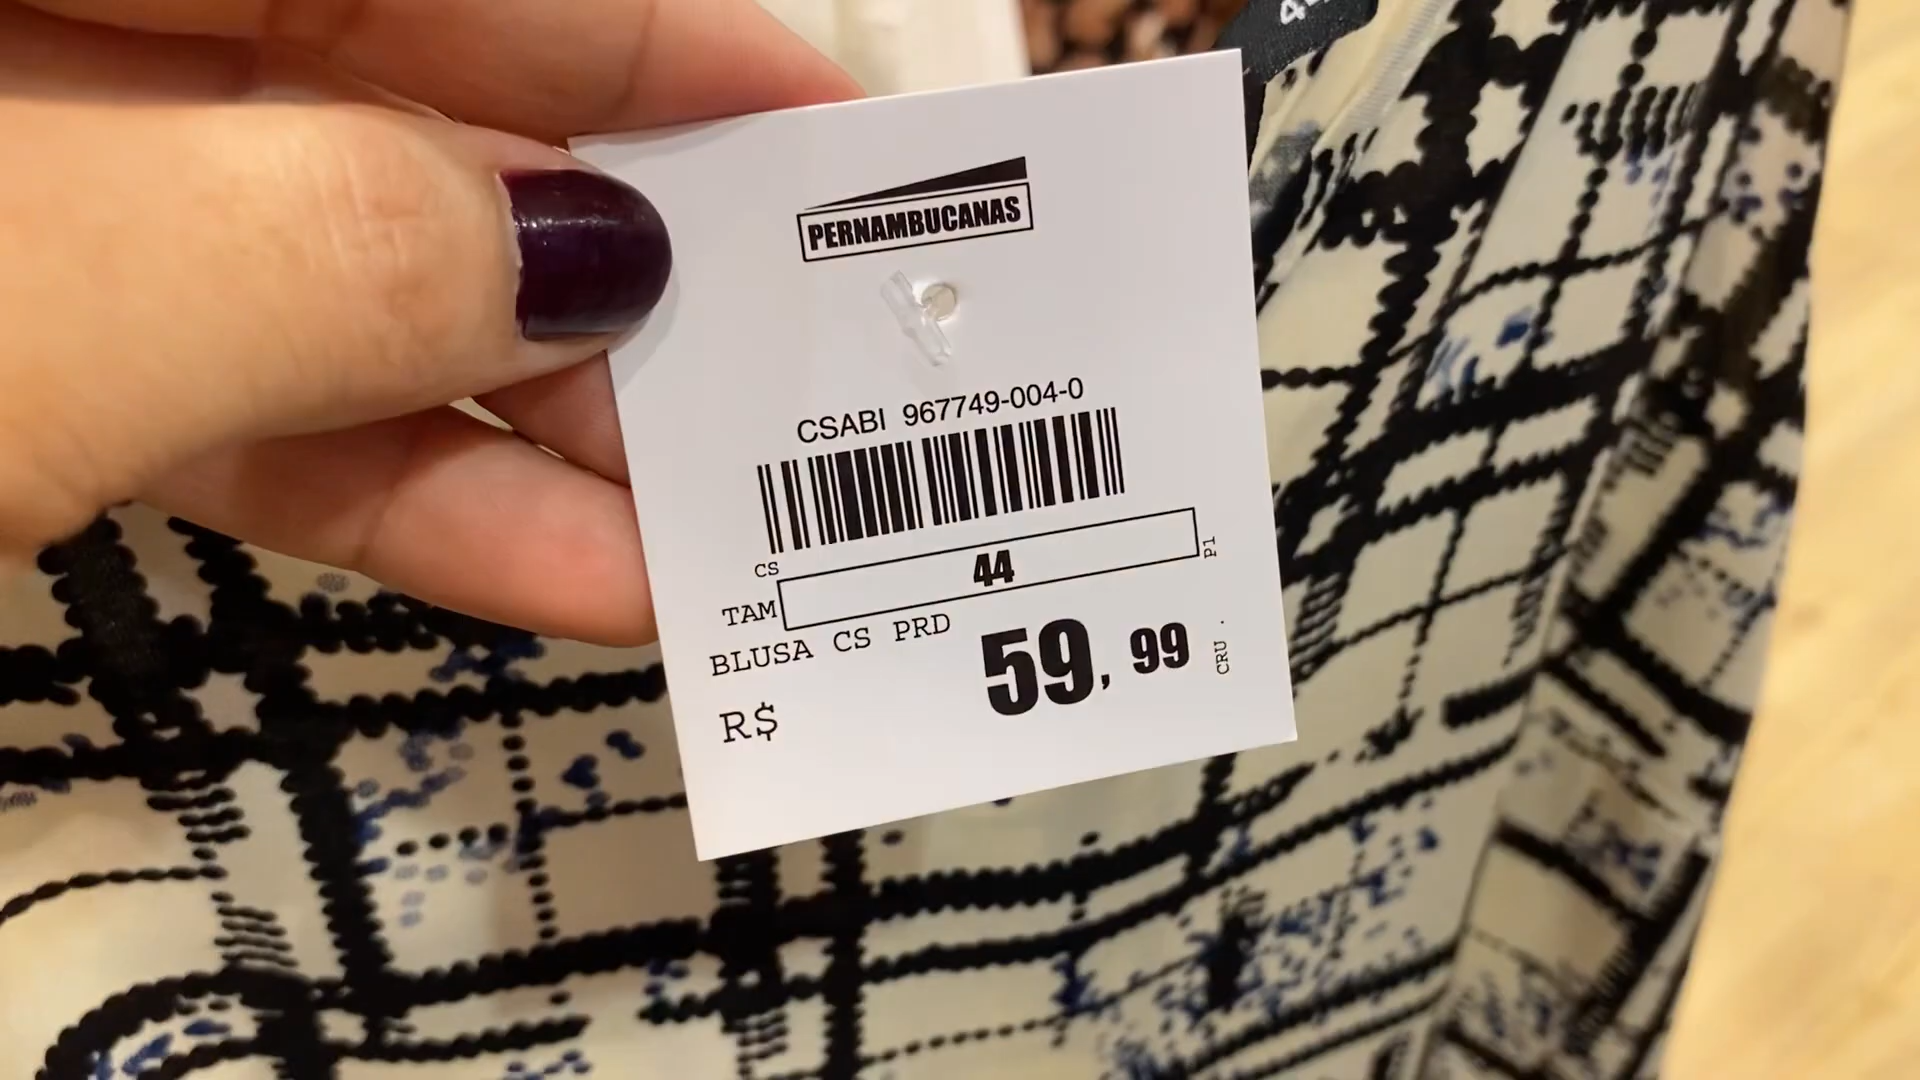 PERNAMBUCANAS
CSABI 967749-004-0
CS
P1
TAM 44
BLUSA CS PRD
R$ 59,99
CRU .